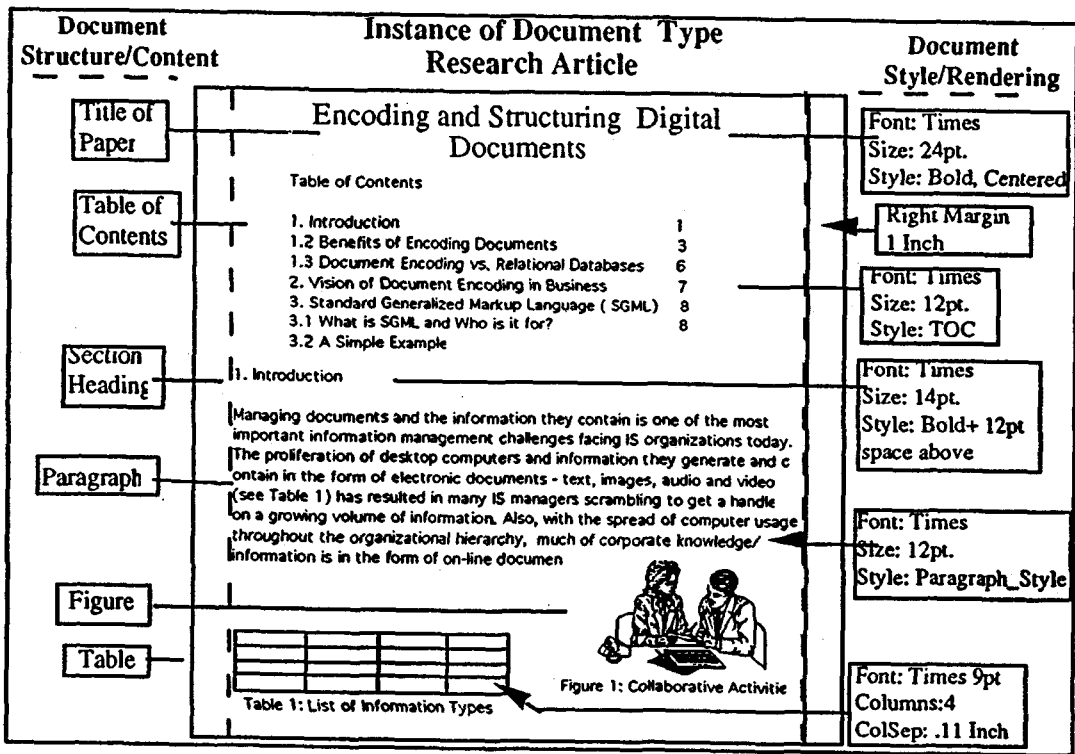 Document
Structure/Content
Instance of Document Type
Research Article
Document
Style/Rendering
Title of
Paper
Table of
Contents
Section
Heading
Paragraph
Figure
Table
Encoding and Structuring Digital
Documents
Table of Contents
1. Introduction 1
1.2 Benefits of Encoding Documents 3
1.3 Document Encoding vs. Relational Databases 6
2. Vision of Document Encoding in Business 7
3. Standard Generalized Markup Language ( SGML) 8
3.1 What is SGML and Who is it for? 8
3.2 A Simple Example
1. Introduction
Managing documents and the information they contain is one of the most
important information management challenges facing IS organizations today.
The proliferation of desktop computers and information they generate and c
ontain in the form of electronic documents - text, images, audio and video
(see Table 1) has resulted in many IS managers scrambling to get a handle
on a growing volume of information. Also, with the spread of computer usage
throughout the organizational hierarchy, much of corporate knowledge/
information is in the form of on-line documen
Figure 1: Collaborative Activitie
Table 1: List of Information Types
Font: Times
Size: 24pt.
Style: Bold, Centered
Right Margin
1 Inch
Font: Times
Size: 12pt.
Style: TOC
Font: Times
Size: 14pt.
Style: Bold+ 12pt
space above
Font: Times
Size: 12pt.
Style: Paragraph_Style
Font: Times 9pt
Columns:4
ColSep: .11 Inch